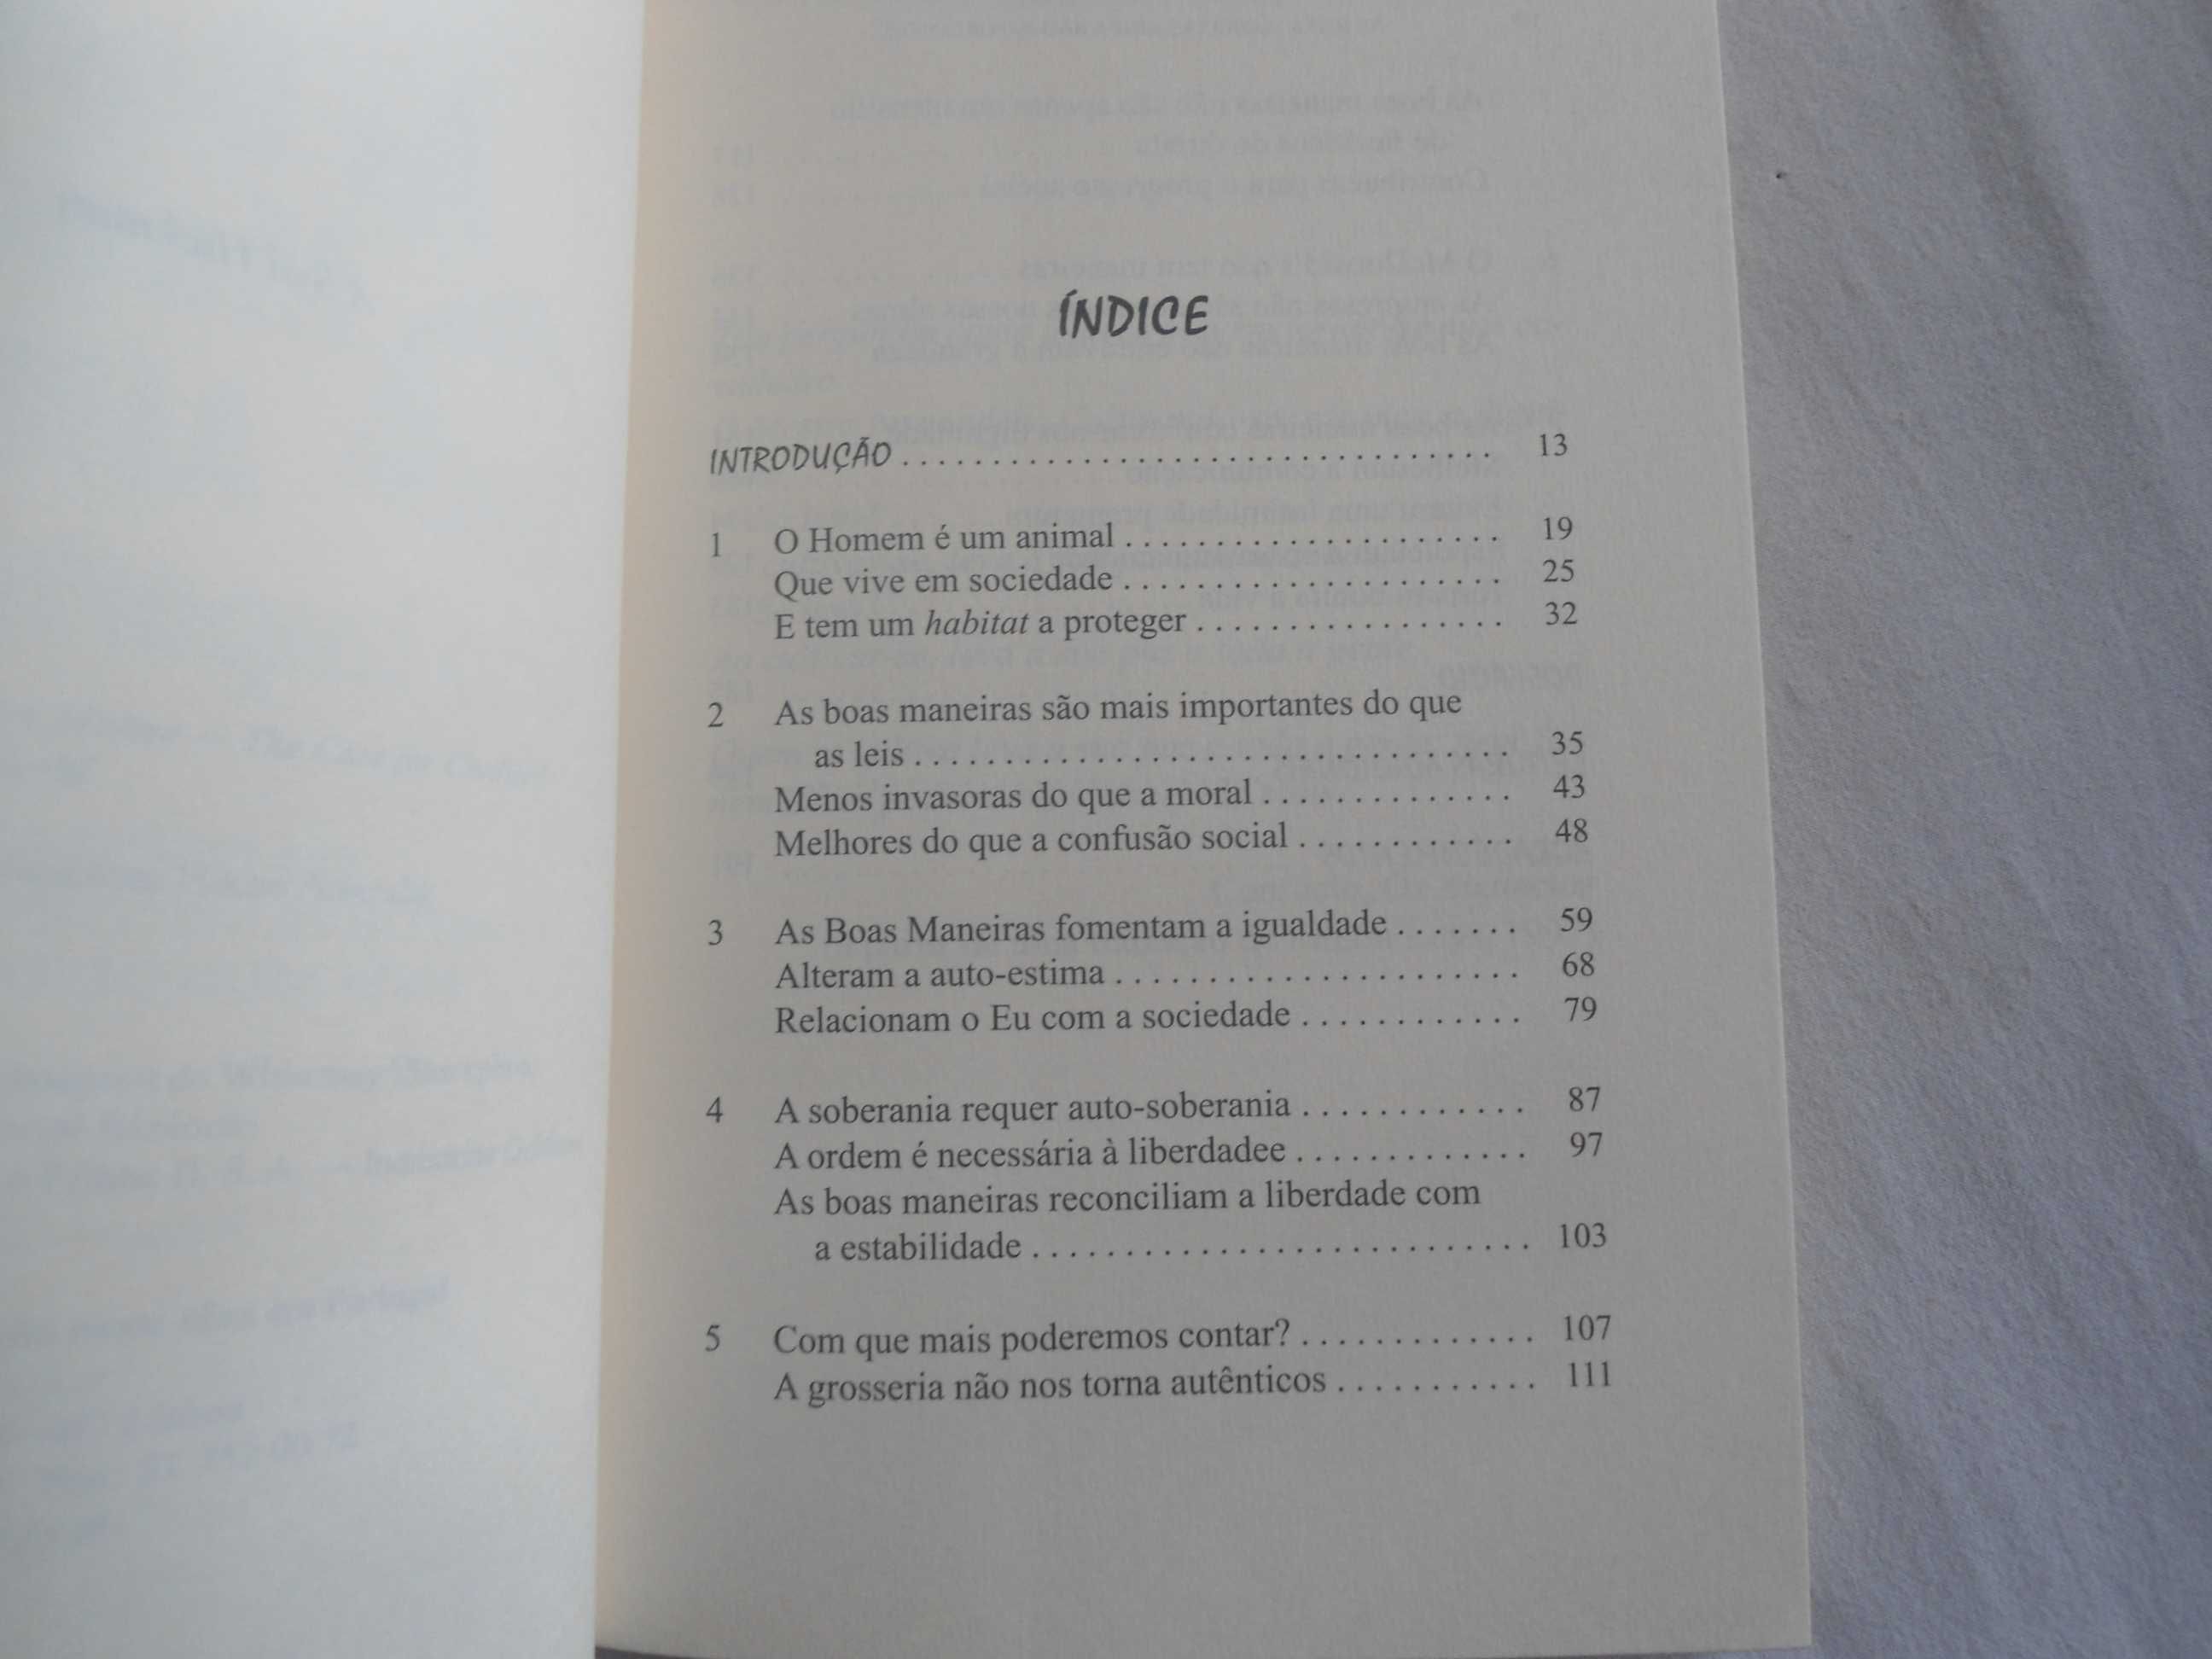 ÍNDICE
INTRODUÇÃO . . . . . . . . . . . . . . . . . . . . . . . . . . . . . . . . . 13
1 O Homem é um animal . . . . . . . . . . . . . . . . . . . . . 19
Que vive em sociedade . . . . . . . . . . . . . . . . . . . . . 25
E tem um habitat a proteger . . . . . . . . . . . . . . . . . 32
2 As boas maneiras são mais importantes do que
as leis . . . . . . . . . . . . . . . . . . . . . . . . . . . . . . . . 35
Menos invasoras do que a moral . . . . . . . . . . . . . . 43
Melhores do que a confusão social . . . . . . . . . . . . 48
3 As Boas Maneiras fomentam a igualdade . . . . . . . 59
Alteram a auto-estima . . . . . . . . . . . . . . . . . . . . . . 68
Relacionam o Eu com a sociedade . . . . . . . . . . . . 79
4 A soberania requer auto-soberania . . . . . . . . . . . . 87
A ordem é necessária à liberdadee . . . . . . . . . . . . . 97
As boas maneiras reconciliam a liberdade com
a estabilidade . . . . . . . . . . . . . . . . . . . . . . . . . . . 103
5 Com que mais poderemos contar? . . . . . . . . . . . . . 107
A grosseria não nos torna autênticos . . . . . . . . . . . 111